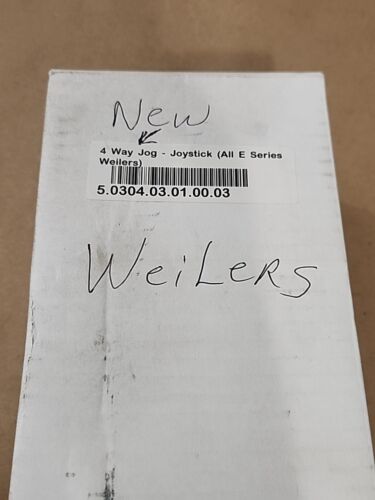 New
4 Way Jog - Joystick (All E Series
Weilers)
5.0304.03.01.00.03
WeiLers